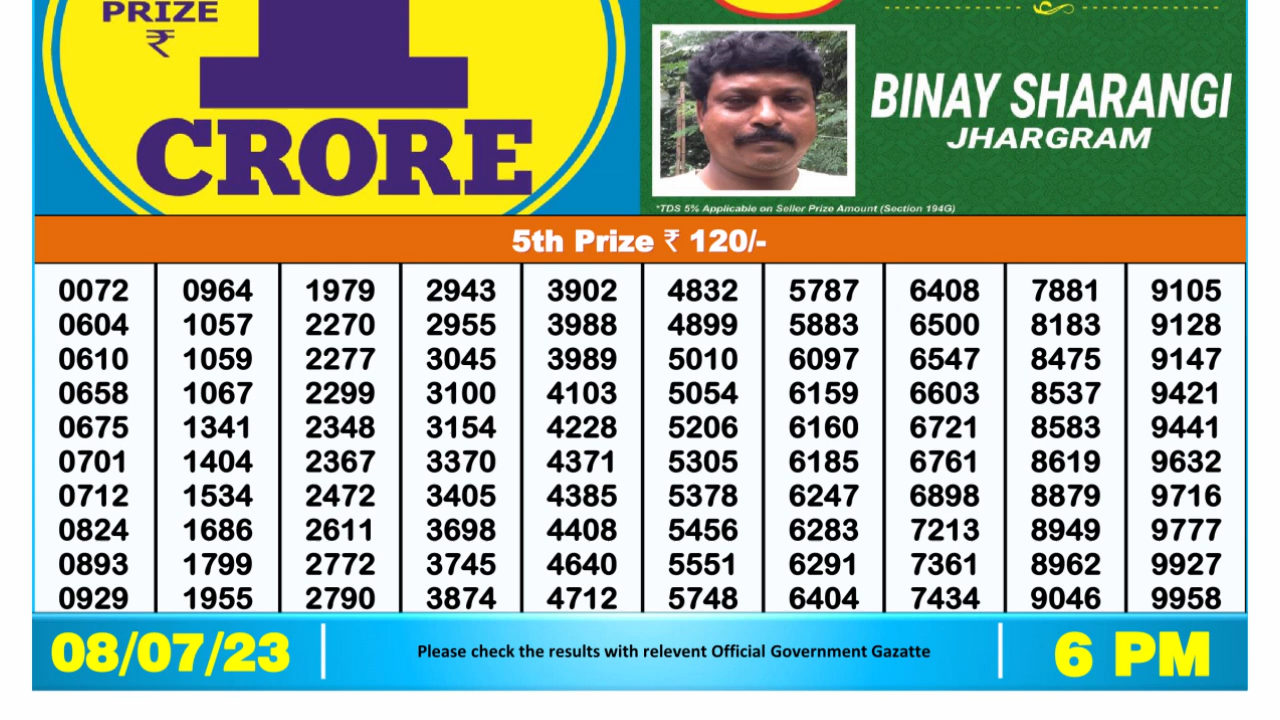 PRIZE
₹
1
CRORE
BINAY SHARANGI
JHARGRAM
*TDS 5% Applicable on Seller Prize Amount (Section 194G)
5th Prize ₹ 120/-
0072 0964 1979 2943 3902 4832 5787 6408 7881 9105
0604 1057 2270 2955 3988 4899 5883 6500 8183 9128
0610 1059 2277 3045 3989 5010 6097 6547 8475 9147
0658 1067 2299 3100 4103 5054 6159 6603 8537 9421
0675 1341 2348 3154 4228 5206 6160 6721 8583 9441
0701 1404 2367 3370 4371 5305 6185 6761 8619 9632
0712 1534 2472 3405 4385 5378 6247 6898 8879 9716
0824 1686 2611 3698 4408 5456 6283 7213 8949 9777
0893 1799 2772 3745 4640 5551 6291 7361 8962 9927
0929 1955 2790 3874 4712 5748 6404 7434 9046 9958
08/07/23
Please check the results with relevent Official Government Gazatte
6 PM